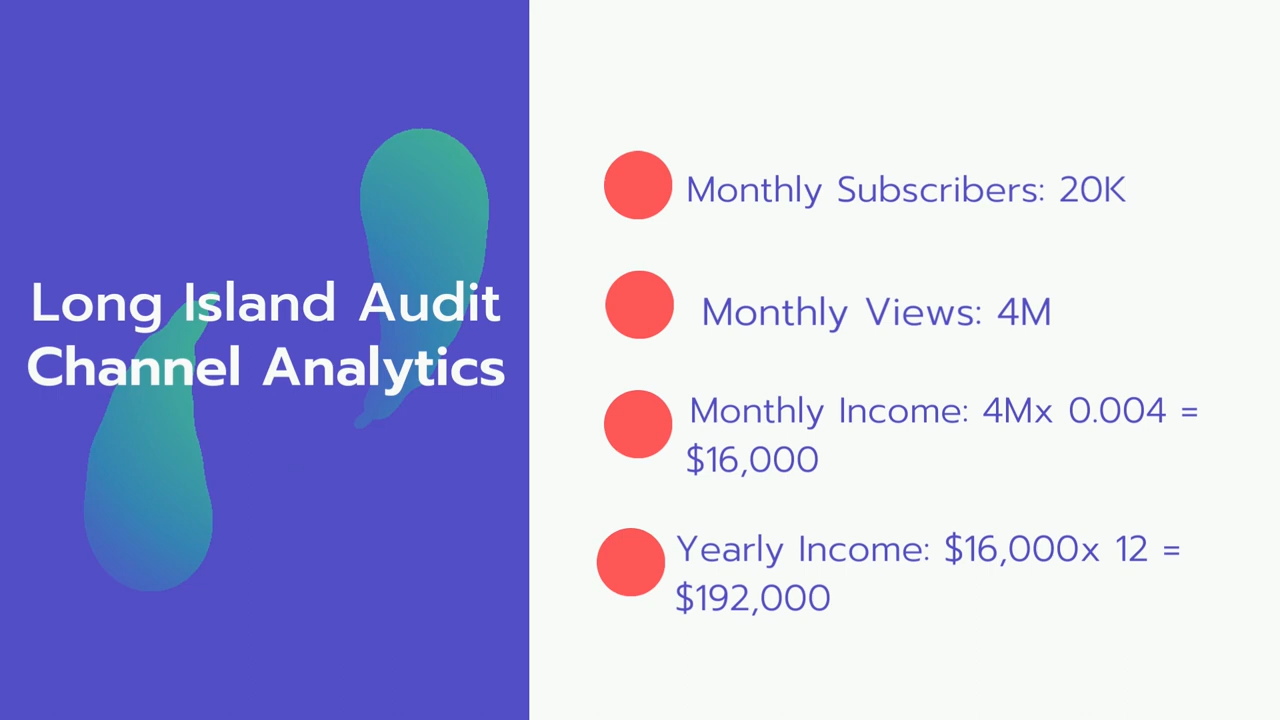 Long Island Audit
Channel Analytics
Monthly Subscribers: 20K
Monthly Views: 4M
Monthly Income: 4Mx 0.004 =
$16,000
Yearly Income: $16,000x 12 =
$192,000